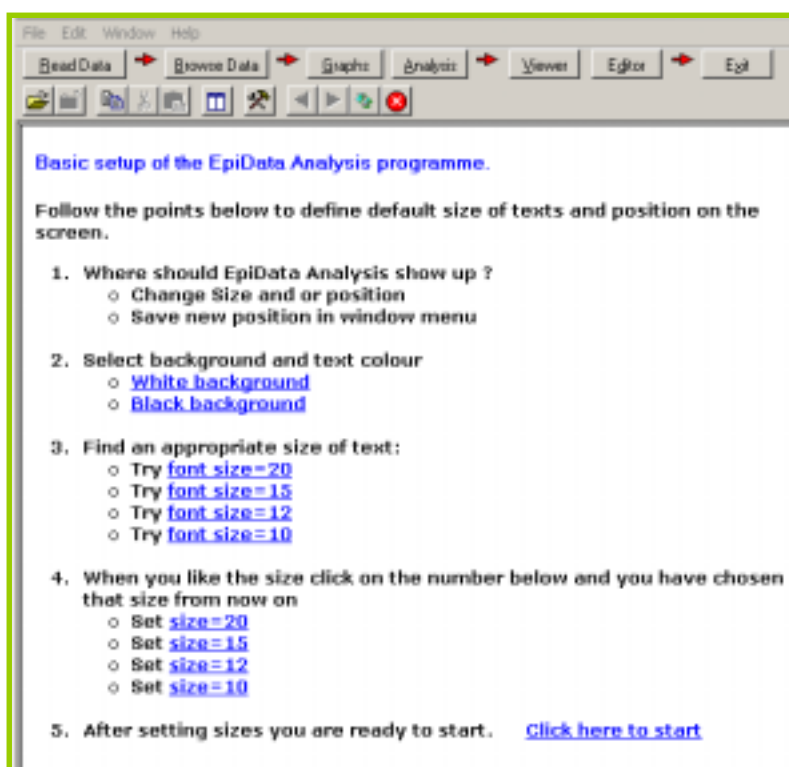 File Edit Window Help
Read Data Browse Data Graphs Analysis Viewer Editor Exit
Basic setup of the EpiData Analysis programme.
Follow the points below to define default size of texts and position on the
screen.
1. Where should EpiData Analysis show up ?
○ Change Size and or position
○ Save new position in window menu
2. Select background and text colour
○ White background
○ Black background
3. Find an appropriate size of text:
○ Try font size=20
○ Try font size=15
○ Try font size=12
○ Try font size=10
4. When you like the size click on the number below and you have chosen
that size from now on
○ Set size=20
○ Set size=15
○ Set size=12
○ Set size=10
5. After setting sizes you are ready to start. Click here to start